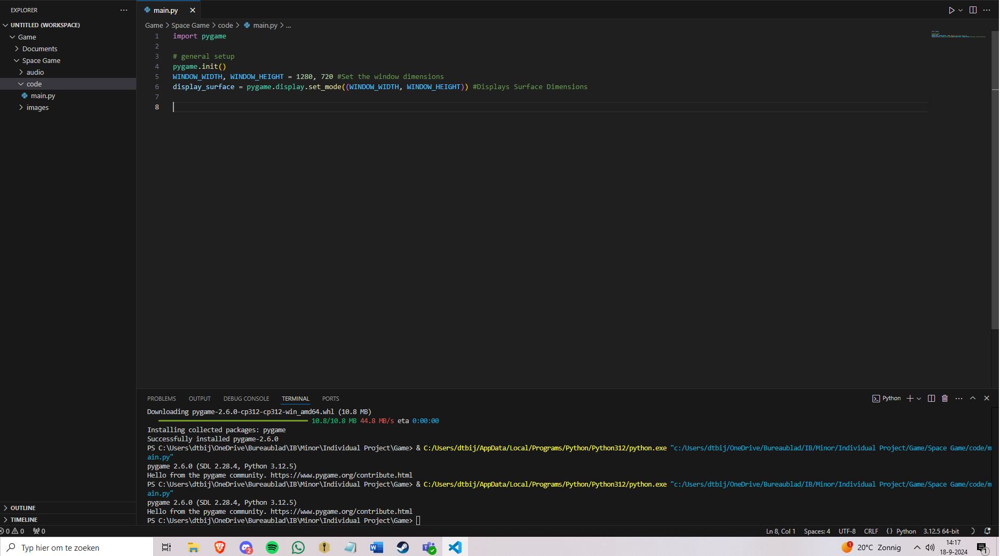 EXPLORER
UNTITLED (WORKSPACE)
Game
Documents
Space Game
audio
code
main.py
images
OUTLINE
TIMELINE
main.py
Game > Space Game > code > main.py > ...
1 import pygame
2
3 # general setup
4 pygame.init()
5 WINDOW_WIDTH, WINDOW_HEIGHT = 1280, 720 #Set the window dimensions
6 display_surface = pygame.display.set_mode((WINDOW_WIDTH, WINDOW_HEIGHT)) #Displays Surface Dimensions
7
8
PROBLEMS OUTPUT DEBUG CONSOLE TERMINAL PORTS
Python
Downloading pygame-2.6.0-cp312-cp312-win_amd64.whl (10.8 MB)
10.8/10.8 MB 44.8 MB/s eta 0:00:00
Installing collected packages: pygame
Successfully installed pygame-2.6.0
PS C:\Users\dtbij\OneDrive\Bureaublad\IB\Minor\Individual Project\Game> & C:/Users/dtbij/AppData/Local/Programs/Python/Python312/python.exe "c:/Users/dtbij/OneDrive/Bureaublad/IB/Minor/Individual Project/Game/Space Game/code/m
ain.py"
pygame 2.6.0 (SDL 2.28.4, Python 3.12.5)
Hello from the pygame community. https://www.pygame.org/contribute.html
PS C:\Users\dtbij\OneDrive\Bureaublad\IB\Minor\Individual Project\Game> & C:/Users/dtbij/AppData/Local/Programs/Python/Python312/python.exe "c:/Users/dtbij/OneDrive/Bureaublad/IB/Minor/Individual Project/Game/Space Game/code/m
ain.py"
pygame 2.6.0 (SDL 2.28.4, Python 3.12.5)
Hello from the pygame community. https://www.pygame.org/contribute.html
PS C:\Users\dtbij\OneDrive\Bureaublad\IB\Minor\Individual Project\Game>
0 0 0
Ln 8, Col 1 Spaces: 4 UTF-8 CRLF {} Python 3.12.5 64-bit
Typ hier om te zoeken
2
1
20°C Zonnig
14:17
18-9-2024
1